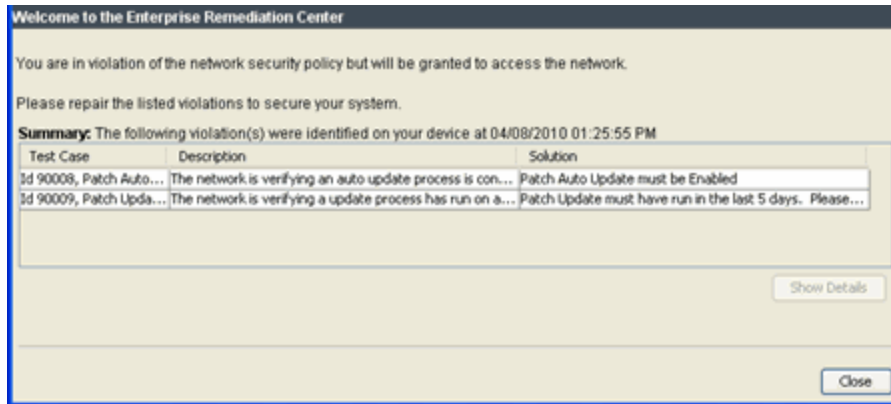 Welcome to the Enterprise Remediation Center
You are in violation of the network security policy but will be granted to access the network.
Please repair the listed violations to secure your system.
Summary: The following violation(s) were identified on your device at 04/08/2010 01:25:55 PM
Test Case Description Solution
Id 90008, Patch Auto... The network is verifying an auto update process is con... Patch Auto Update must be Enabled
Id 90009, Patch Upda... The network is verifying a update process has run on a... Patch Update must have run in the last 5 days. Please...
Show Details
Close